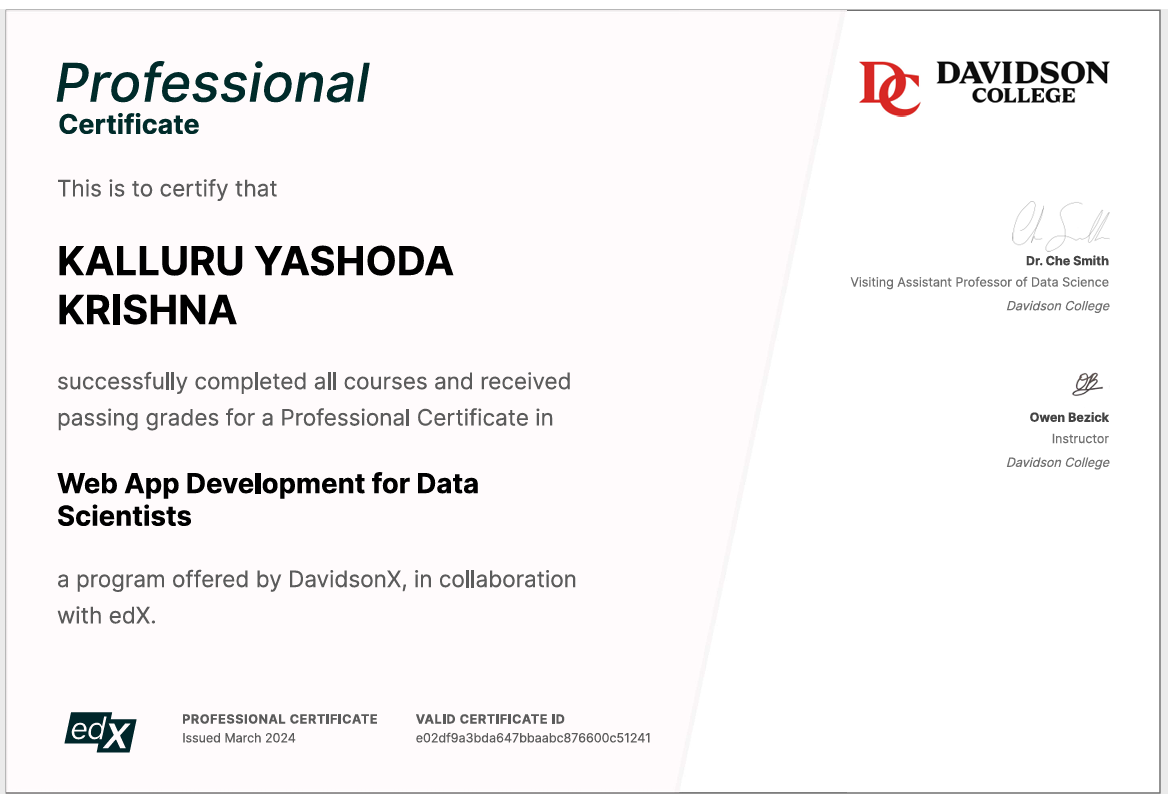 Professional
Certificate
This is to certify that
KALLURU YASHODA
KRISHNA
successfully completed all courses and received
passing grades for a Professional Certificate in
Web App Development for Data
Scientists
a program offered by DavidsonX, in collaboration
with edX.
edX
PROFESSIONAL CERTIFICATE
Issued March 2024
VALID CERTIFICATE ID
e02df9a3bda647bbaabc876600c51241
DC
DAVIDSON
COLLEGE
Che Smith
Dr. Che Smith
Visiting Assistant Professor of Data Science
Davidson College
OB
Owen Bezick
Instructor
Davidson College